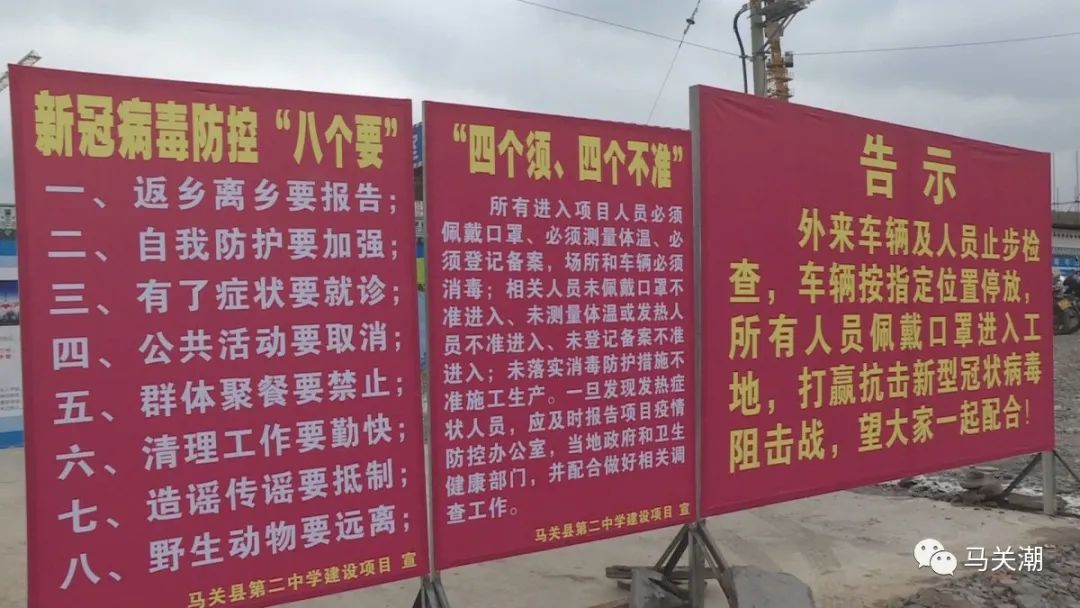 新冠病毒防控“八个要”
一、返乡离乡要报告；
二、自我防护要加强；
三、有了症状要就诊；
四、公共活动要取消；
五、群体聚餐要禁止；
六、清理工作要勤快；
七、造谣传谣要抵制；
八、野生动物要远离；
马关县第二中学建设项目 宣
“四个须、四个不准”
所有进入项目人员必须
佩戴口罩、必须测量体温、必
须登记备案，场所和车辆必须
消毒；相关人员未佩戴口罩不
准进入、未测量体温或发热人
员不准进入、未登记备案不准
进入；未落实消毒防护措施不
准施工生产。一旦发现发热症
状人员，应及时报告项目疫情
防控办公室，当地政府和卫生
健康部门，并配合做好相关调
查工作。
马关县第二中学建设项目 宣
告示
外来车辆及人员止步检
查，车辆按指定位置停放，
所有人员佩戴口罩进入工
地，打赢抗击新型冠状病毒
阻击战，望大家一起配合！
马关潮